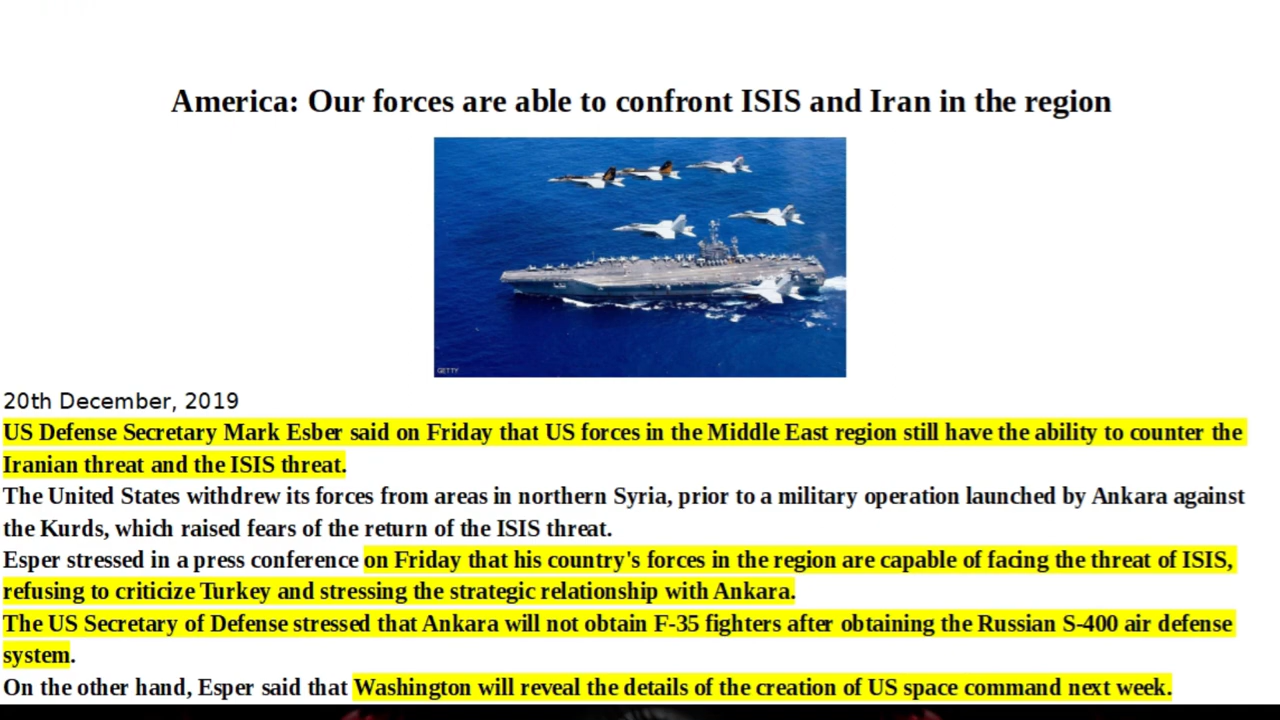 America: Our forces are able to confront ISIS and Iran in the region
GETTY
20th December, 2019
US Defense Secretary Mark Esber said on Friday that US forces in the Middle East region still have the ability to counter the
Iranian threat and the ISIS threat.
The United States withdrew its forces from areas in northern Syria, prior to a military operation launched by Ankara against
the Kurds, which raised fears of the return of the ISIS threat.
Esper stressed in a press conference on Friday that his country's forces in the region are capable of facing the threat of ISIS,
refusing to criticize Turkey and stressing the strategic relationship with Ankara.
The US Secretary of Defense stressed that Ankara will not obtain F-35 fighters after obtaining the Russian S-400 air defense
system.
On the other hand, Esper said that Washington will reveal the details of the creation of US space command next week.